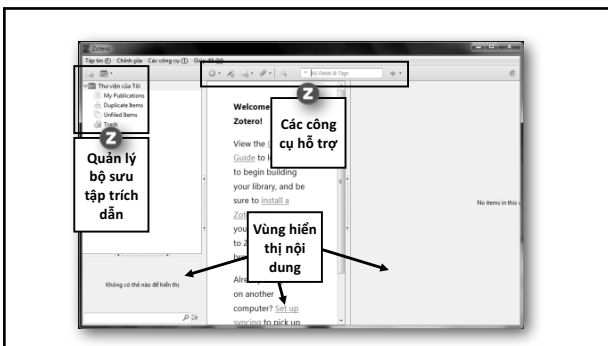 Zotero
Tập tin (F) Chỉnh sửa Các công cụ (T) Giúp
All Fields & Tags
Thư viện của Tôi
My Publications
Duplicate Items
Unfiled Items
Trash
Quản lý
bộ sưu
tập trích
dẫn
Không có thẻ nào để hiển thị
Welcome
Zotero!
View the
Guide to
to begin building
your library, and be
sure to install a
you
to
on another
computer? Set up
syncing to pick up
Các công
cụ hỗ trợ
Vùng hiển
thị nội
dung
No items in this